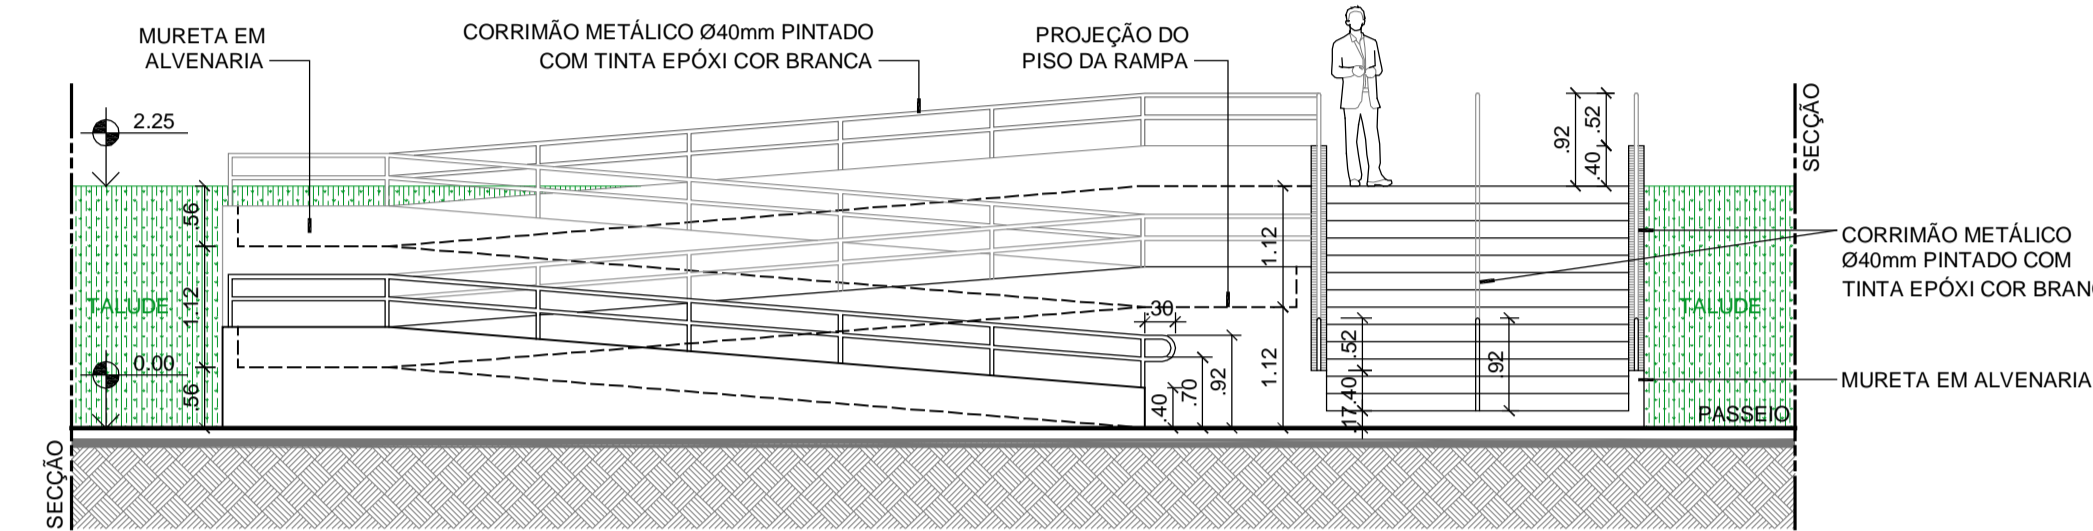 MURETA EM
ALVENARIA
CORRIMÃO METÁLICO Ø40mm PINTADO
COM TINTA EPÓXI COR BRANCA
PROJEÇÃO DO
PISO DA RAMPA
2.25
.56
TALUDE
1.12
0.00
.56
SECÇÃO
.30
.40
.70
.92
1.12
1.12
.92
.52
.40
.52
.40
.17
.92
SECÇÃO
CORRIMÃO METÁLICO
Ø40mm PINTADO COM
TINTA EPÓXI COR BRANC
TALUDE
MURETA EM ALVENARIA
PASSEIO